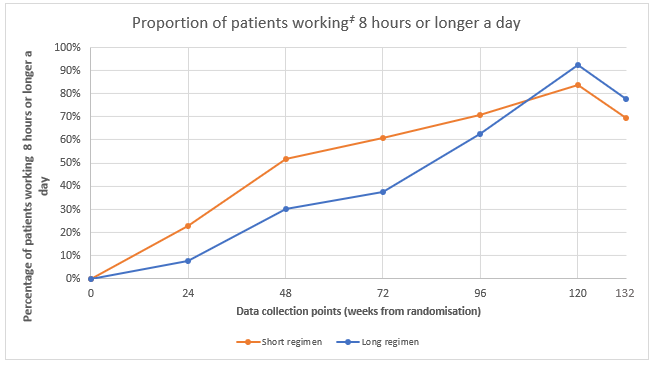 Proportion of patients working‡ 8 hours or longer a day
Percentage of patients working 8 hours or longer a
day
100%
90%
80%
70%
60%
50%
40%
30%
20%
10%
0%
0 24 48 72 96 120 132
Data collection points (weeks from randomisation)
Short regimen Long regimen